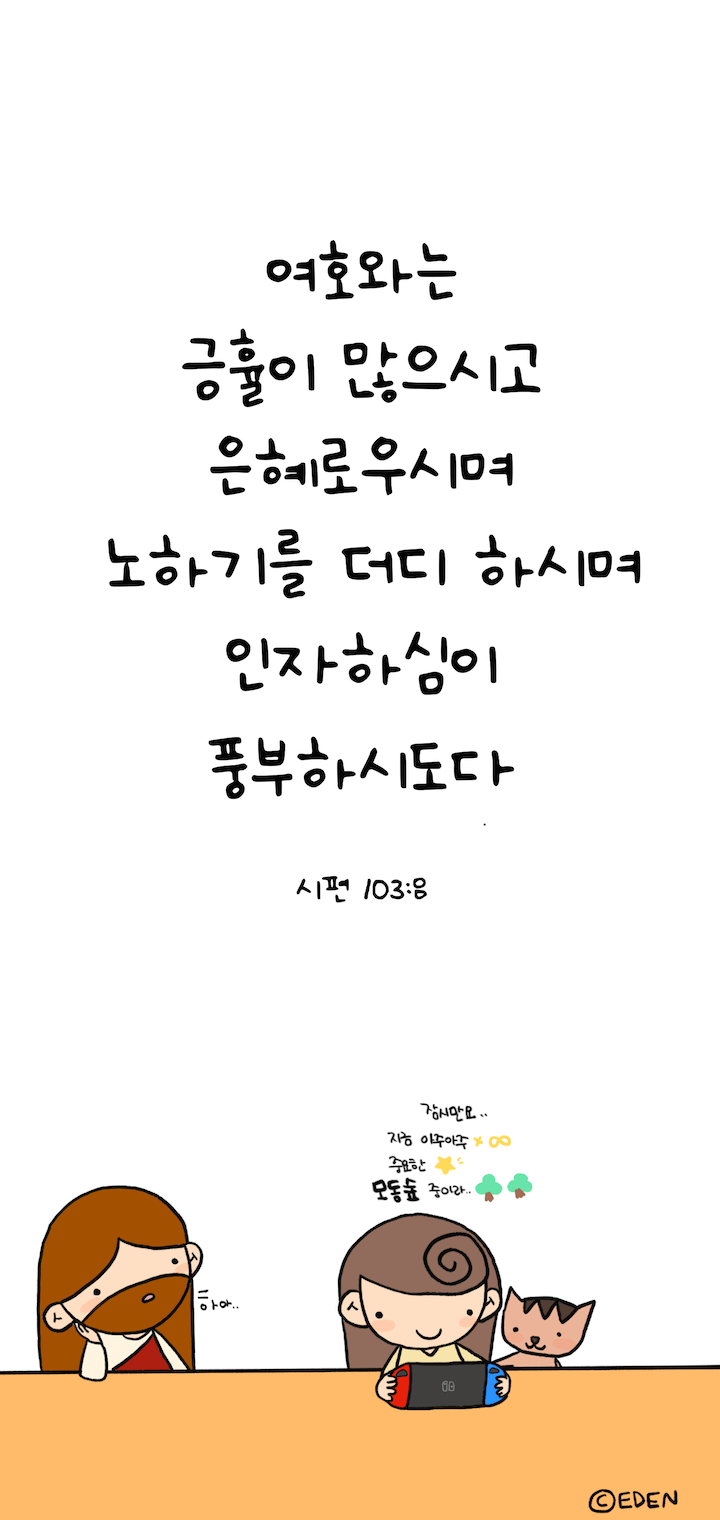 여호와는
긍휼이 많으시고
은혜로우시며
노하기를 더디 하시며
인자하심이
풍부하시도다
시편 103:8
잠시만요..
지금 아주아주 × ∞
중요한
모동숲 중이라..
하아..
©EDEN